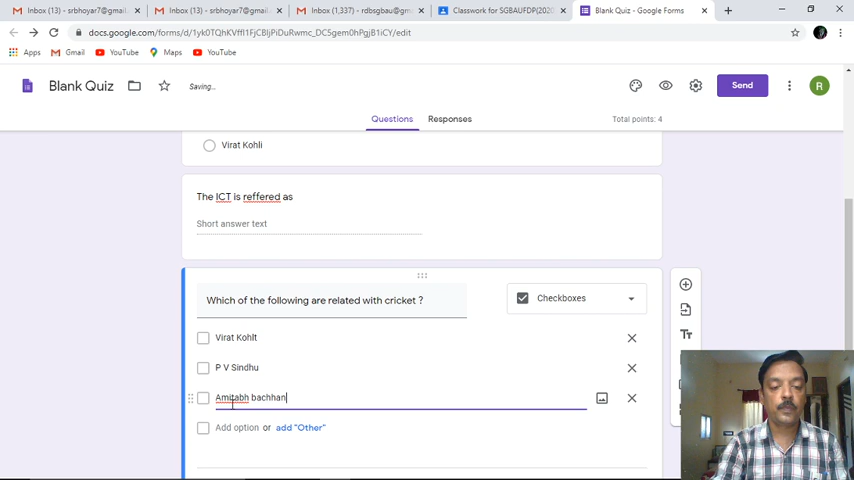 Inbox (13) - srbhoyar7@gmail. Inbox (13) - srbhoyar7@gmail. Inbox (1,337) - rdbsgbau@gm Classwork for SGBAUFDP(2020 Blank Quiz - Google Forms
docs.google.com/forms/d/1yk0TQhKVffl1FjCBljPiDuRwmc_DC5gem0hPgjB1iCY/edit
Apps Gmail YouTube Maps YouTube
Blank Quiz Saving... Send R
Questions Responses Total points: 4
Virat Kohli
The ICT is reffered as
Short answer text
Which of the following are related with cricket ? Checkboxes
Virat Kohlt
P V Sindhu
Amitabh bachhan
Add option or add "Other"